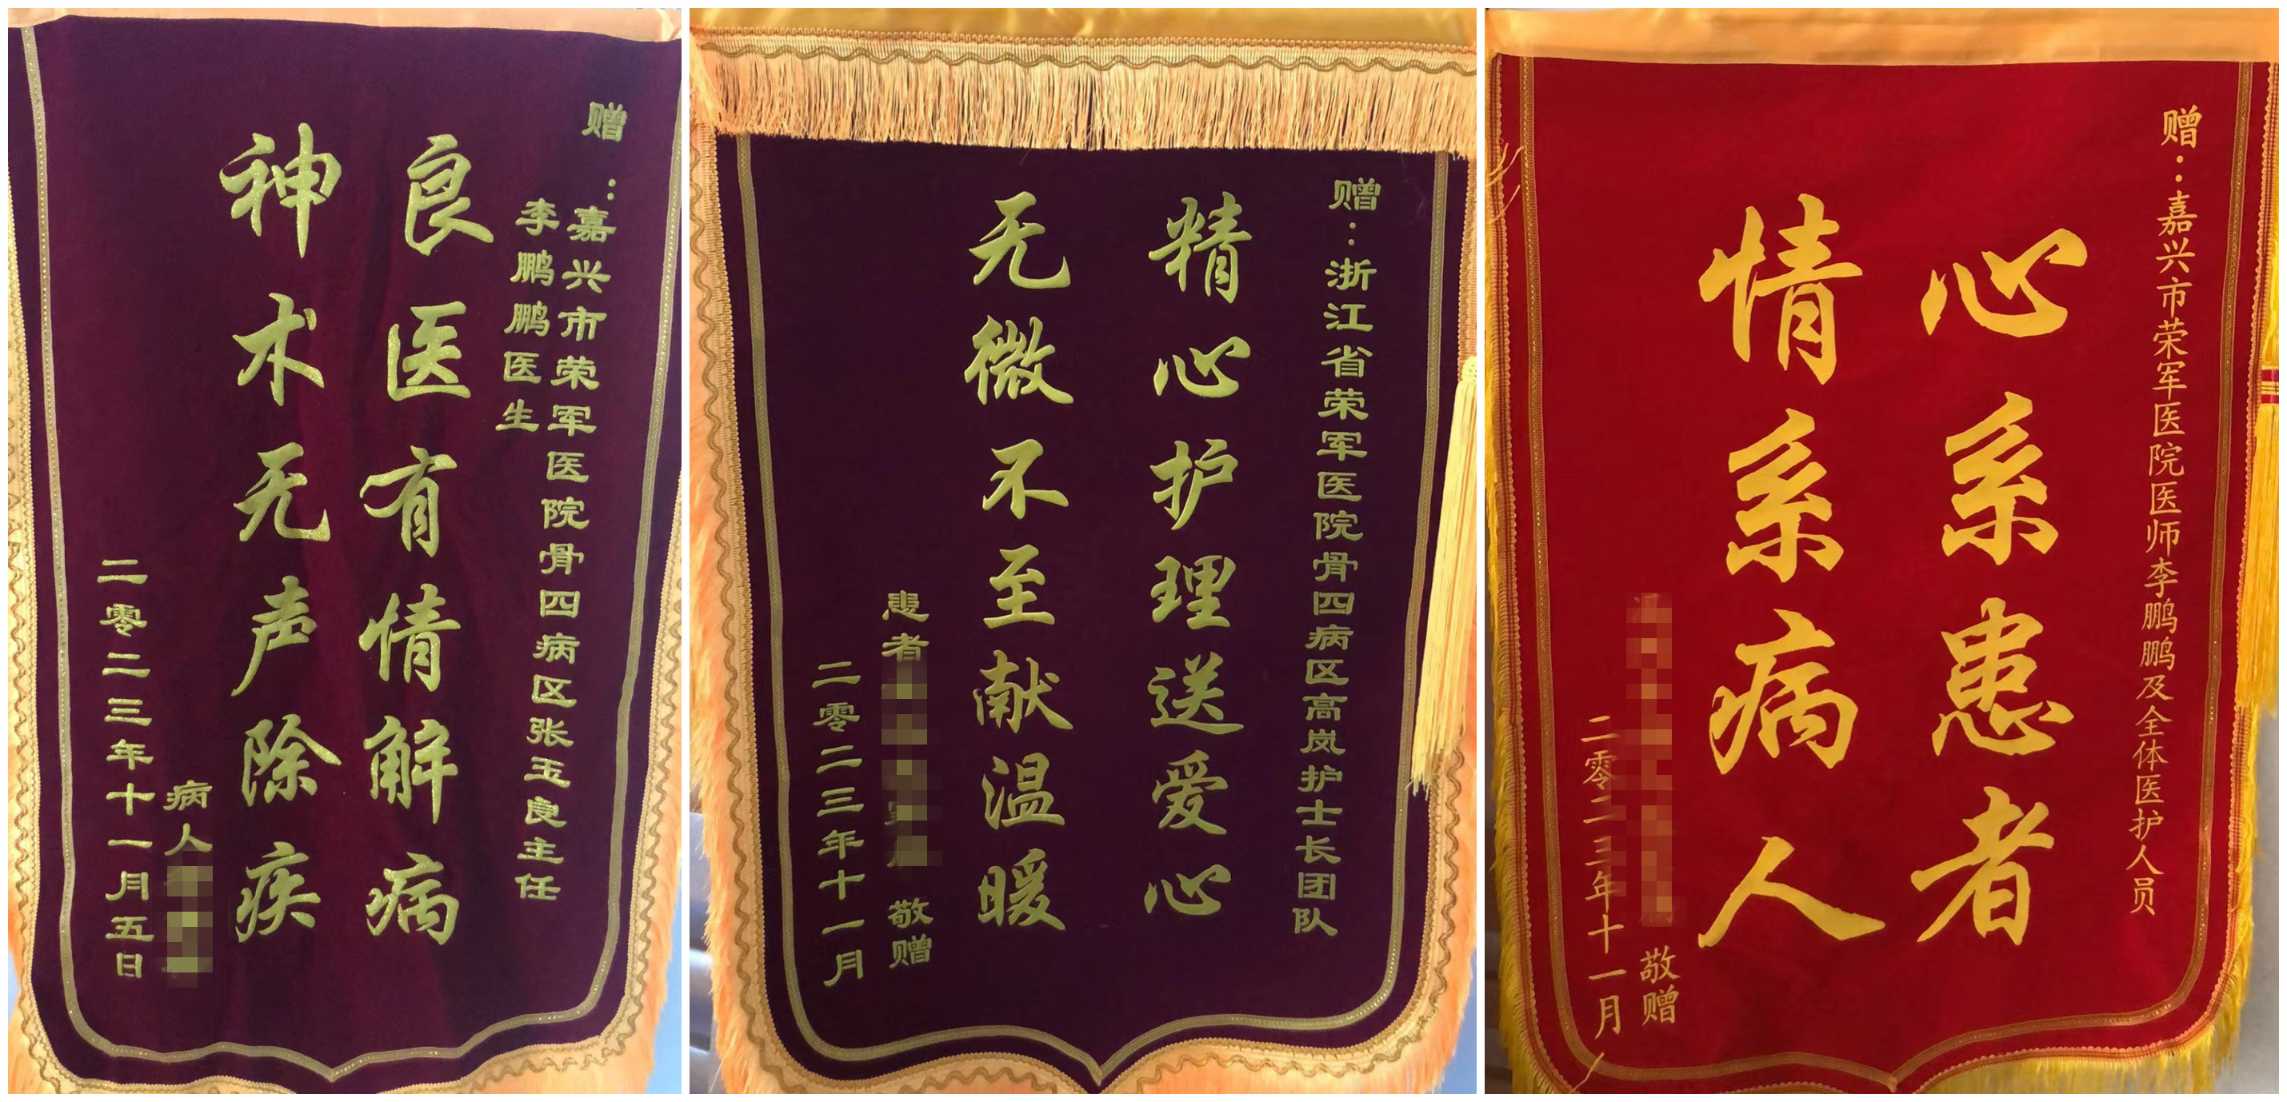 赠：嘉兴市荣军医院骨四病区张玉良主任
李鹏鹏医生
良医有情解病
神术无声除疾
病人
二零二三年十一月五日
赠：浙江省荣军医院骨四病区高岚护士长团队
精心护理送爱心
无微不至献温暖
患者 敬赠
二零二三年十一月
赠：嘉兴市荣军医院医师李鹏鹏及全体医护人员
心系患者
情系病人
敬赠
二零二三年十一月